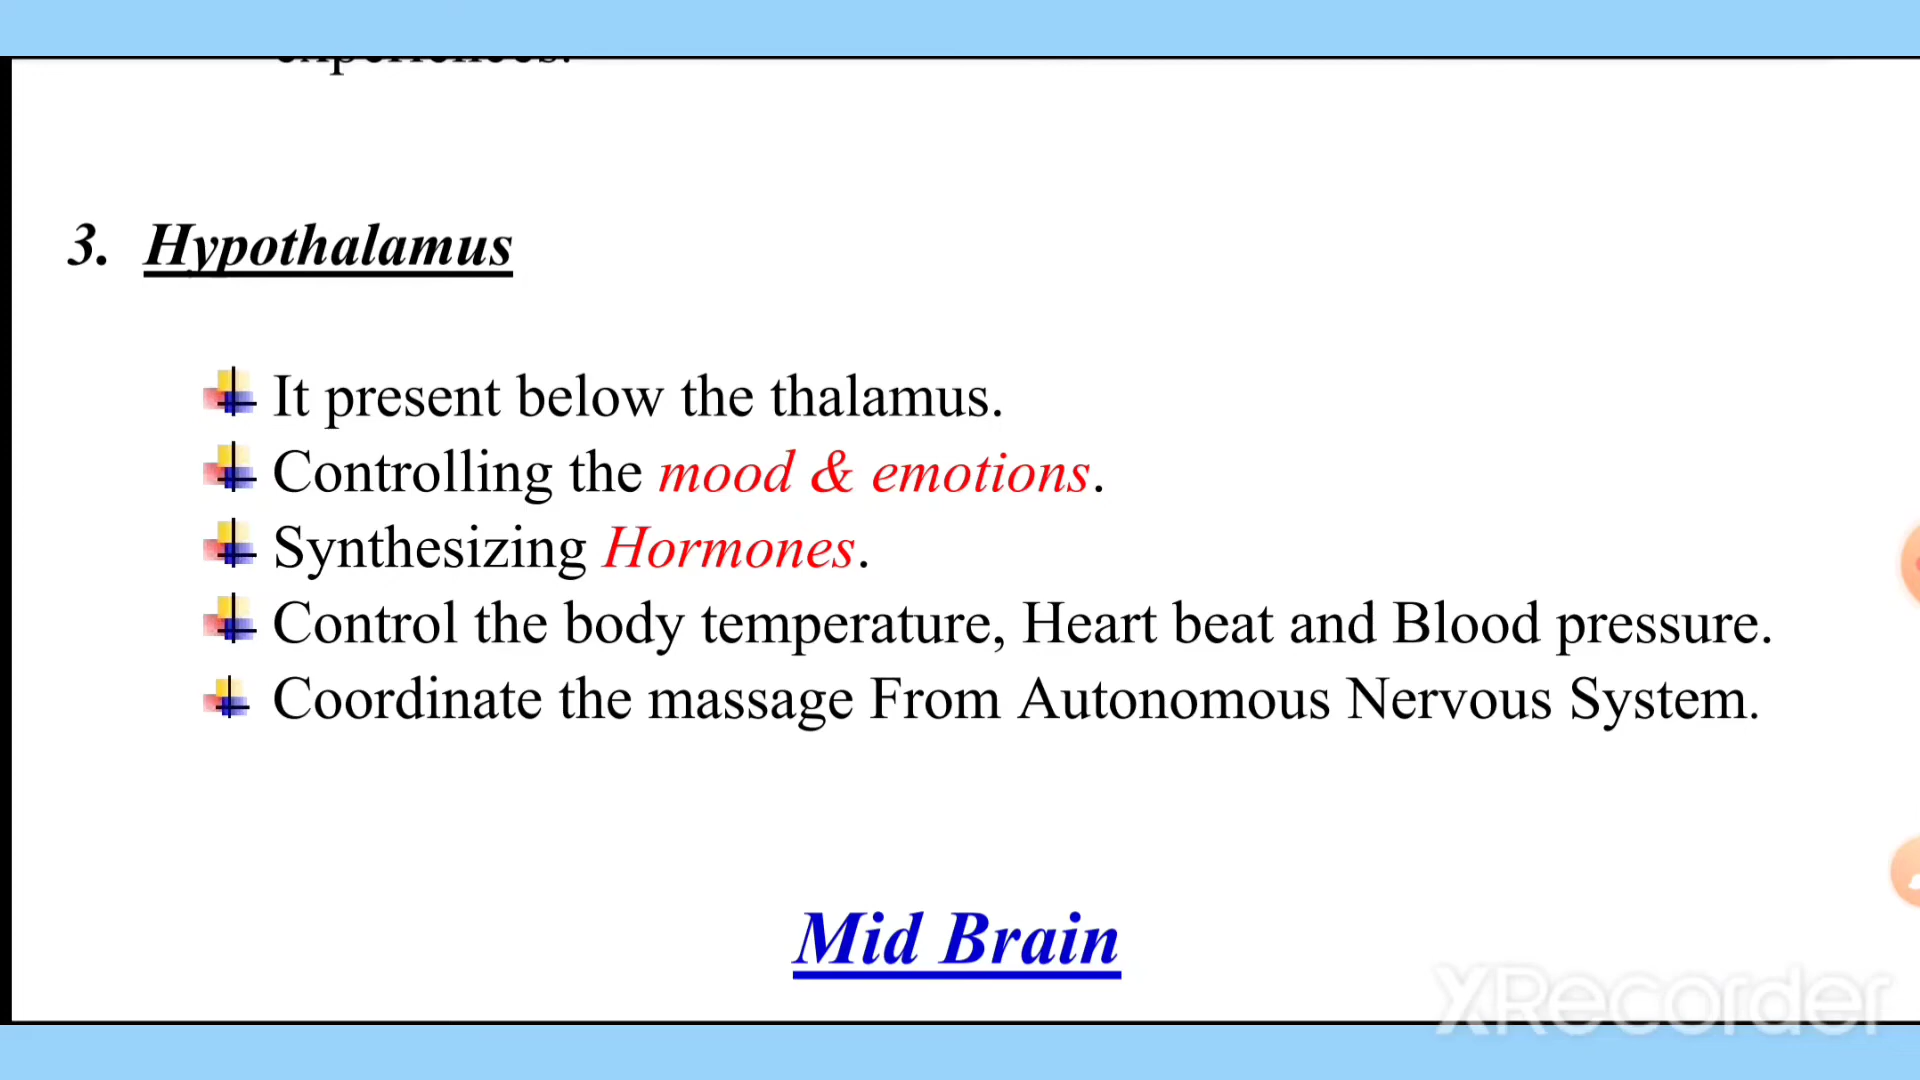 experiences.
3. Hypothalamus
It present below the thalamus.
Controlling the mood & emotions.
Synthesizing Hormones.
Control the body temperature, Heart beat and Blood pressure.
Coordinate the massage From Autonomous Nervous System.
Mid Brain
XRecorder